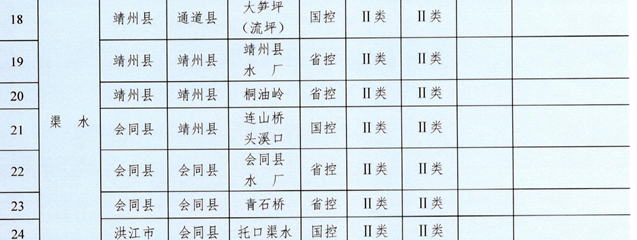 18 靖州县 通道县 大笋坪（流坪） 国控 II类 II类
19 靖州县 靖州县 靖州县水厂 省控 II类 II类
20 靖州县 靖州县 桐油岭 省控 II类 II类
渠水
21 会同县 靖州县 连山桥头溪口 国控 II类 II类
22 会同县 会同县 会同县水厂 省控 II类 II类
23 会同县 会同县 青石桥 省控 II类 II类
24 洪江市 会同县 托口渠水 国控 II类 II类